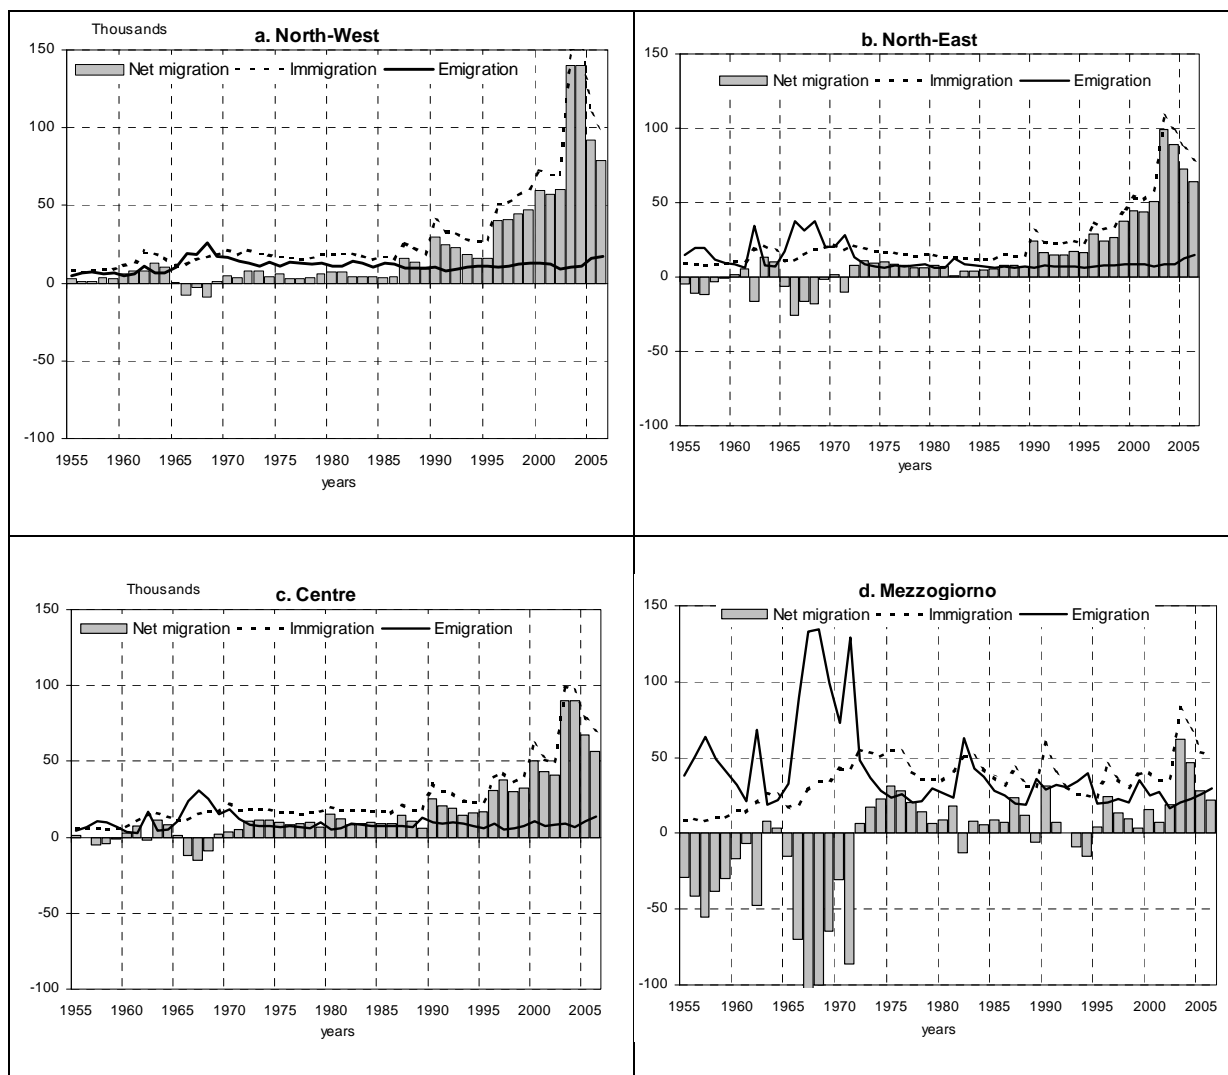 Thousands
a. North-West
150
Net migration Immigration Emigration
100
50
0
-50
-100
1955 1960 1965 1970 1975 1980 1985 1990 1995 2000 2005
years
b. North-East
150
Net migration Immigration Emigration
100
50
0
-50
-100
1955 1960 1965 1970 1975 1980 1985 1990 1995 2000 2005
years
Thousands
c. Centre
150
Net migration Immigration Emigration
100
50
0
-50
-100
1955 1960 1965 1970 1975 1980 1985 1990 1995 2000 2005
years
d. Mezzogiorno
150
Net migration Immigration Emigration
100
50
0
-50
-100
1955 1960 1965 1970 1975 1980 1985 1990 1995 2000 2005
years